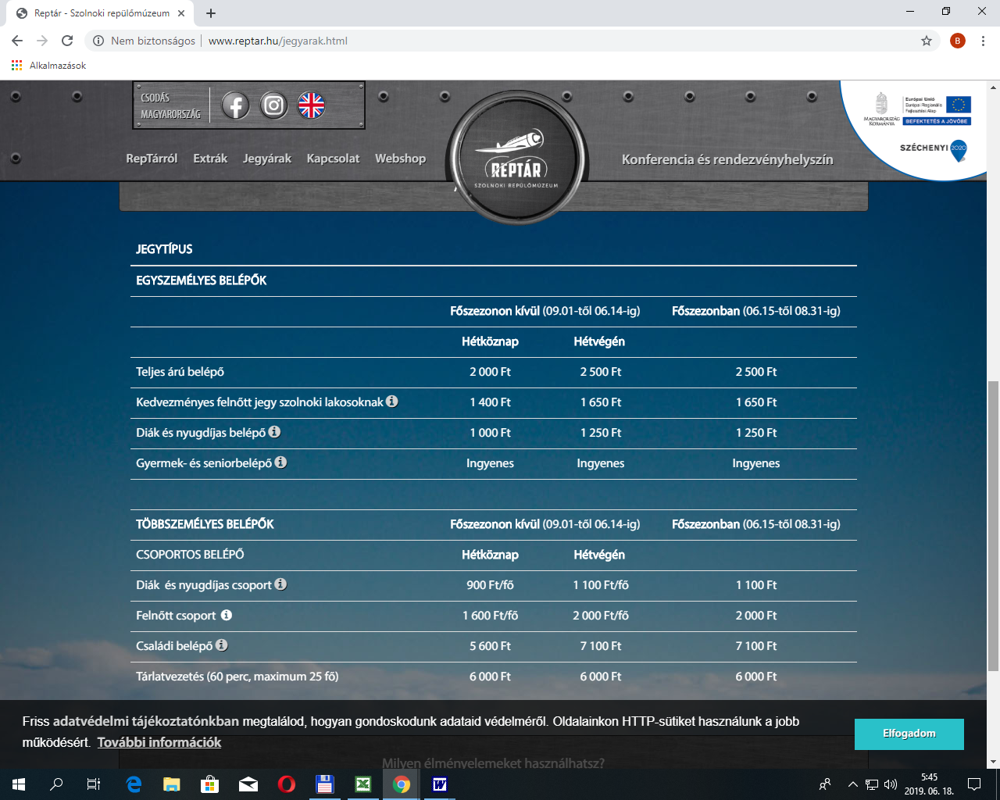 Reptár - Szolnoki repülőmúzeum
Nem biztonságos
www.reptar.hu/jegyarak.html
B
Alkalmazások
CSODÁS
MAGYARORSZÁG
MAGYARORSZÁG
KORMÁNYA
Európai Unió
Európai Regionális
Fejlesztési Alap
BEFEKTETÉS A JÖVŐBE
SZÉCHENYI 2020
RepTárról Extrák Jegyárak Kapcsolat Webshop
REPTÁR
SZOLNOKI REPÜLŐMÚZEUM
Konferencia és rendezvényhelyszín
JEGYTÍPUS
EGYSZEMÉLYES BELÉPŐK
Főszezonon kívül (09.01-től 06.14-ig) Főszezonban (06.15-től 08.31-ig)
Hétköznap Hétvégén
Teljes árú belépő 2 000 Ft 2 500 Ft 2 500 Ft
Kedvezményes felnőtt jegy szolnoki lakosoknak i 1 400 Ft 1 650 Ft 1 650 Ft
Diák és nyugdíjas belépő i 1 000 Ft 1 250 Ft 1 250 Ft
Gyermek- és seniorbelépő i Ingyenes Ingyenes Ingyenes
TÖBBSZEMÉLYES BELÉPŐK Főszezonon kívül (09.01-től 06.14-ig) Főszezonban (06.15-től 08.31-ig)
CSOPORTOS BELÉPŐ Hétköznap Hétvégén
Diák és nyugdíjas csoport i 900 Ft/fő 1 100 Ft/fő 1 100 Ft
Felnőtt csoport i 1 600 Ft/fő 2 000 Ft/fő 2 000 Ft
Családi belépő i 5 600 Ft 7 100 Ft 7 100 Ft
Tárlatvezetés (60 perc, maximum 25 fő) 6 000 Ft 6 000 Ft 6 000 Ft
Friss adatvédelmi tájékoztatónkban megtalálod, hogyan gondoskodunk adataid védelméről. Oldalainkon HTTP-sütiket használunk a jobb
működésért. További információk
Elfogadom
Milyen élményelemeket használhatsz?
5:45
2019. 06. 18.